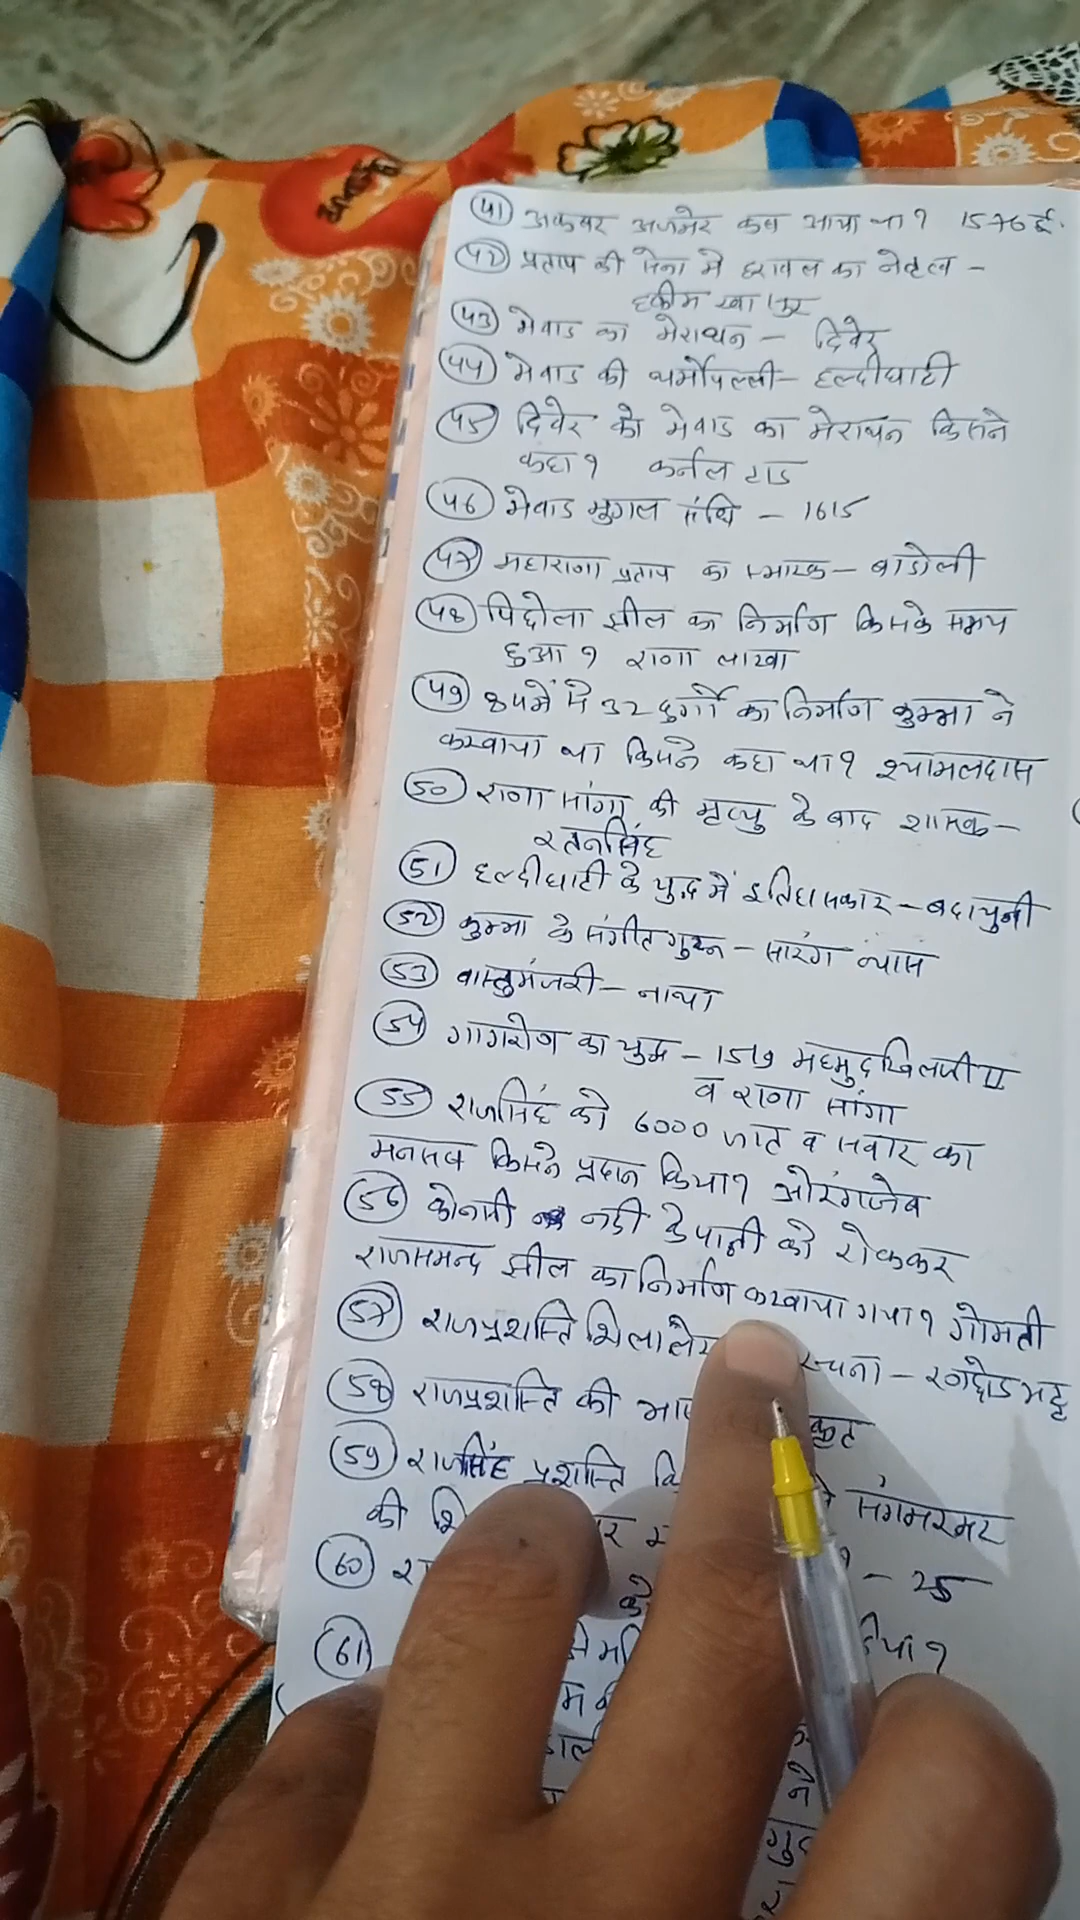 (41) अकबर अजमेर कब आया था? 1576 ई.
(42) प्रताप की सेना में हरावल का नेतृत्व -
हकीम खा सुर
(43) मेवाड का मेराथन - दिवेर
(44) मेवाड की थर्मोपल्ली - हल्दीघाटी
(45) दिवेर को मेवाड का मेराथन किसने
कहा? कर्नल टाड
(46) मेवाड मुगल संधि - 1615
(47) महाराणा प्रताप का स्मारक - बाडोली
(48) पिछोला झील का निर्माण किसके समय
हुआ? राणा लाखा
(49) 84 में से 32 दुर्गो का निर्माण कुम्भा ने
करवाया था किसने कहा था? श्यामलदास
(50) राणा सांगा की मृत्यु के बाद शासक -
रतनसिंह
(51) हल्दीघाटी के युद्ध में इतिहासकार - बदायुनी
(52) कुम्भा के संगीत गुरू - सारंग व्यास
(53) वास्तुमंजरी - नाथा
(54) गागरोण का युद्ध - 1519 महमुद खिलजी II
व राणा सांगा
(55) राजसिंह को 6000 जात व सवार का
मनसब किसने प्रदान किया? औरंगजेब
(56) कोनसी नदी के पानी को रोककर
राजसमन्द झील का निर्माण करवाया गया? गोमती
(57) राजप्रशस्ति शिलाले रचना - रणछोड भट्ट
(58) राजप्रशस्ति की
(59) राजसिंह प्रशस्ति संगमरमर
की
(60) ? - 25
(61)